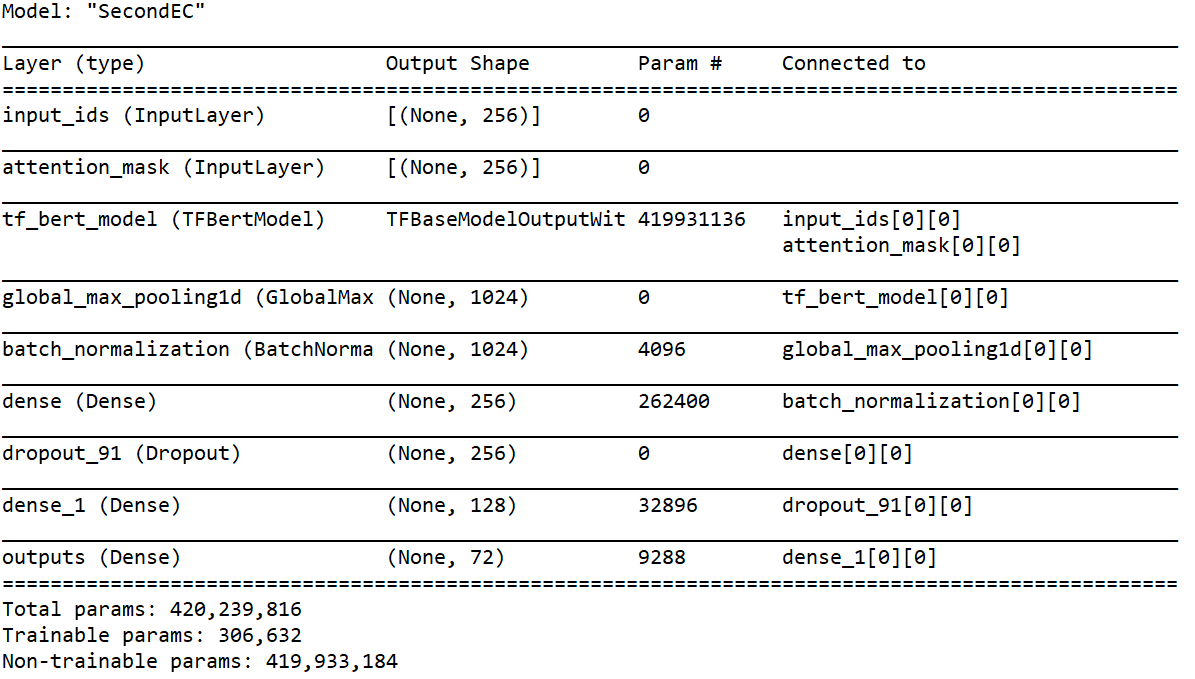 Model: "SecondEC"
Layer (type) Output Shape Param # Connected to
input_ids (InputLayer) [(None, 256)] 0
attention_mask (InputLayer) [(None, 256)] 0
tf_bert_model (TFBertModel) TFBaseModelOutputWit 419931136 input_ids[0][0]
attention_mask[0][0]
global_max_pooling1d (GlobalMax (None, 1024) 0 tf_bert_model[0][0]
batch_normalization (BatchNorma (None, 1024) 4096 global_max_pooling1d[0][0]
dense (Dense) (None, 256) 262400 batch_normalization[0][0]
dropout_91 (Dropout) (None, 256) 0 dense[0][0]
dense_1 (Dense) (None, 128) 32896 dropout_91[0][0]
outputs (Dense) (None, 72) 9288 dense_1[0][0]
Total params: 420,239,816
Trainable params: 306,632
Non-trainable params: 419,933,184